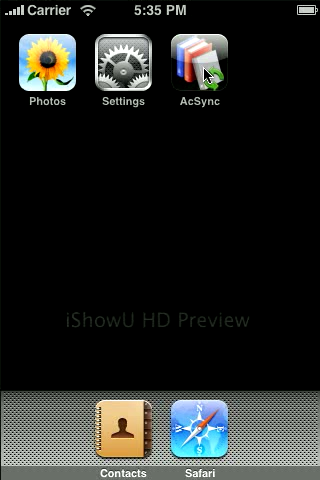 Carrier 5:35 PM
Photos Settings AcSync
iShowU HD Preview
N
Contacts Safari